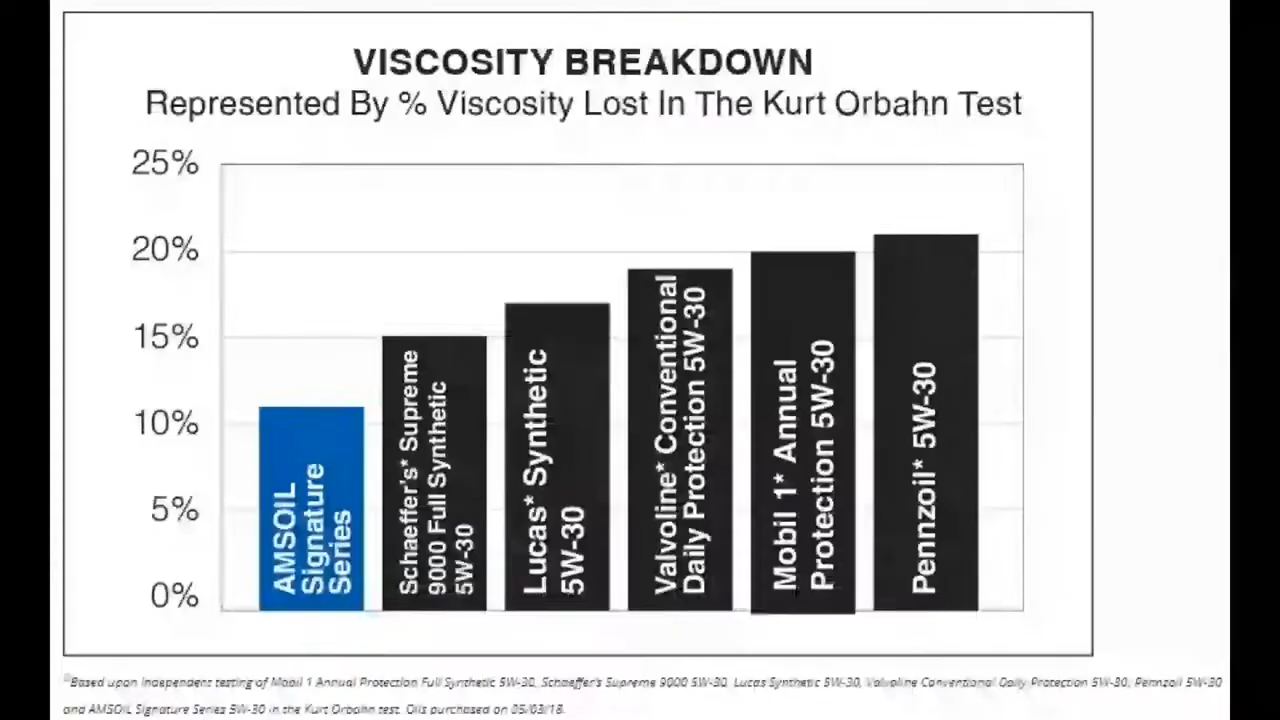 VISCOSITY BREAKDOWN
Represented By % Viscosity Lost In The Kurt Orbahn Test
25%
20%
15%
10%
5%
0%
AMSOIL
Signature
Series
Schaeffer's* Supreme
9000 Full Synthetic
5W-30
Lucas* Synthetic
5W-30
Valvoline* Conventional
Daily Protection 5W-30
Mobil 1* Annual
Protection 5W-30
Pennzoil* 5W-30
Based upon independent testing of Mobil 1 Annual Protection Full Synthetic 5W-30, Schaeffer's Supreme 9000 5W-30, Lucas Synthetic 5W-30, Valvoline Conventional Daily Protection 5W-30, Pennzoil 5W-30
and AMSOIL Signature Series 5W-30 in the Kurt Orbahn test. Oils purchased on 05/03/18.